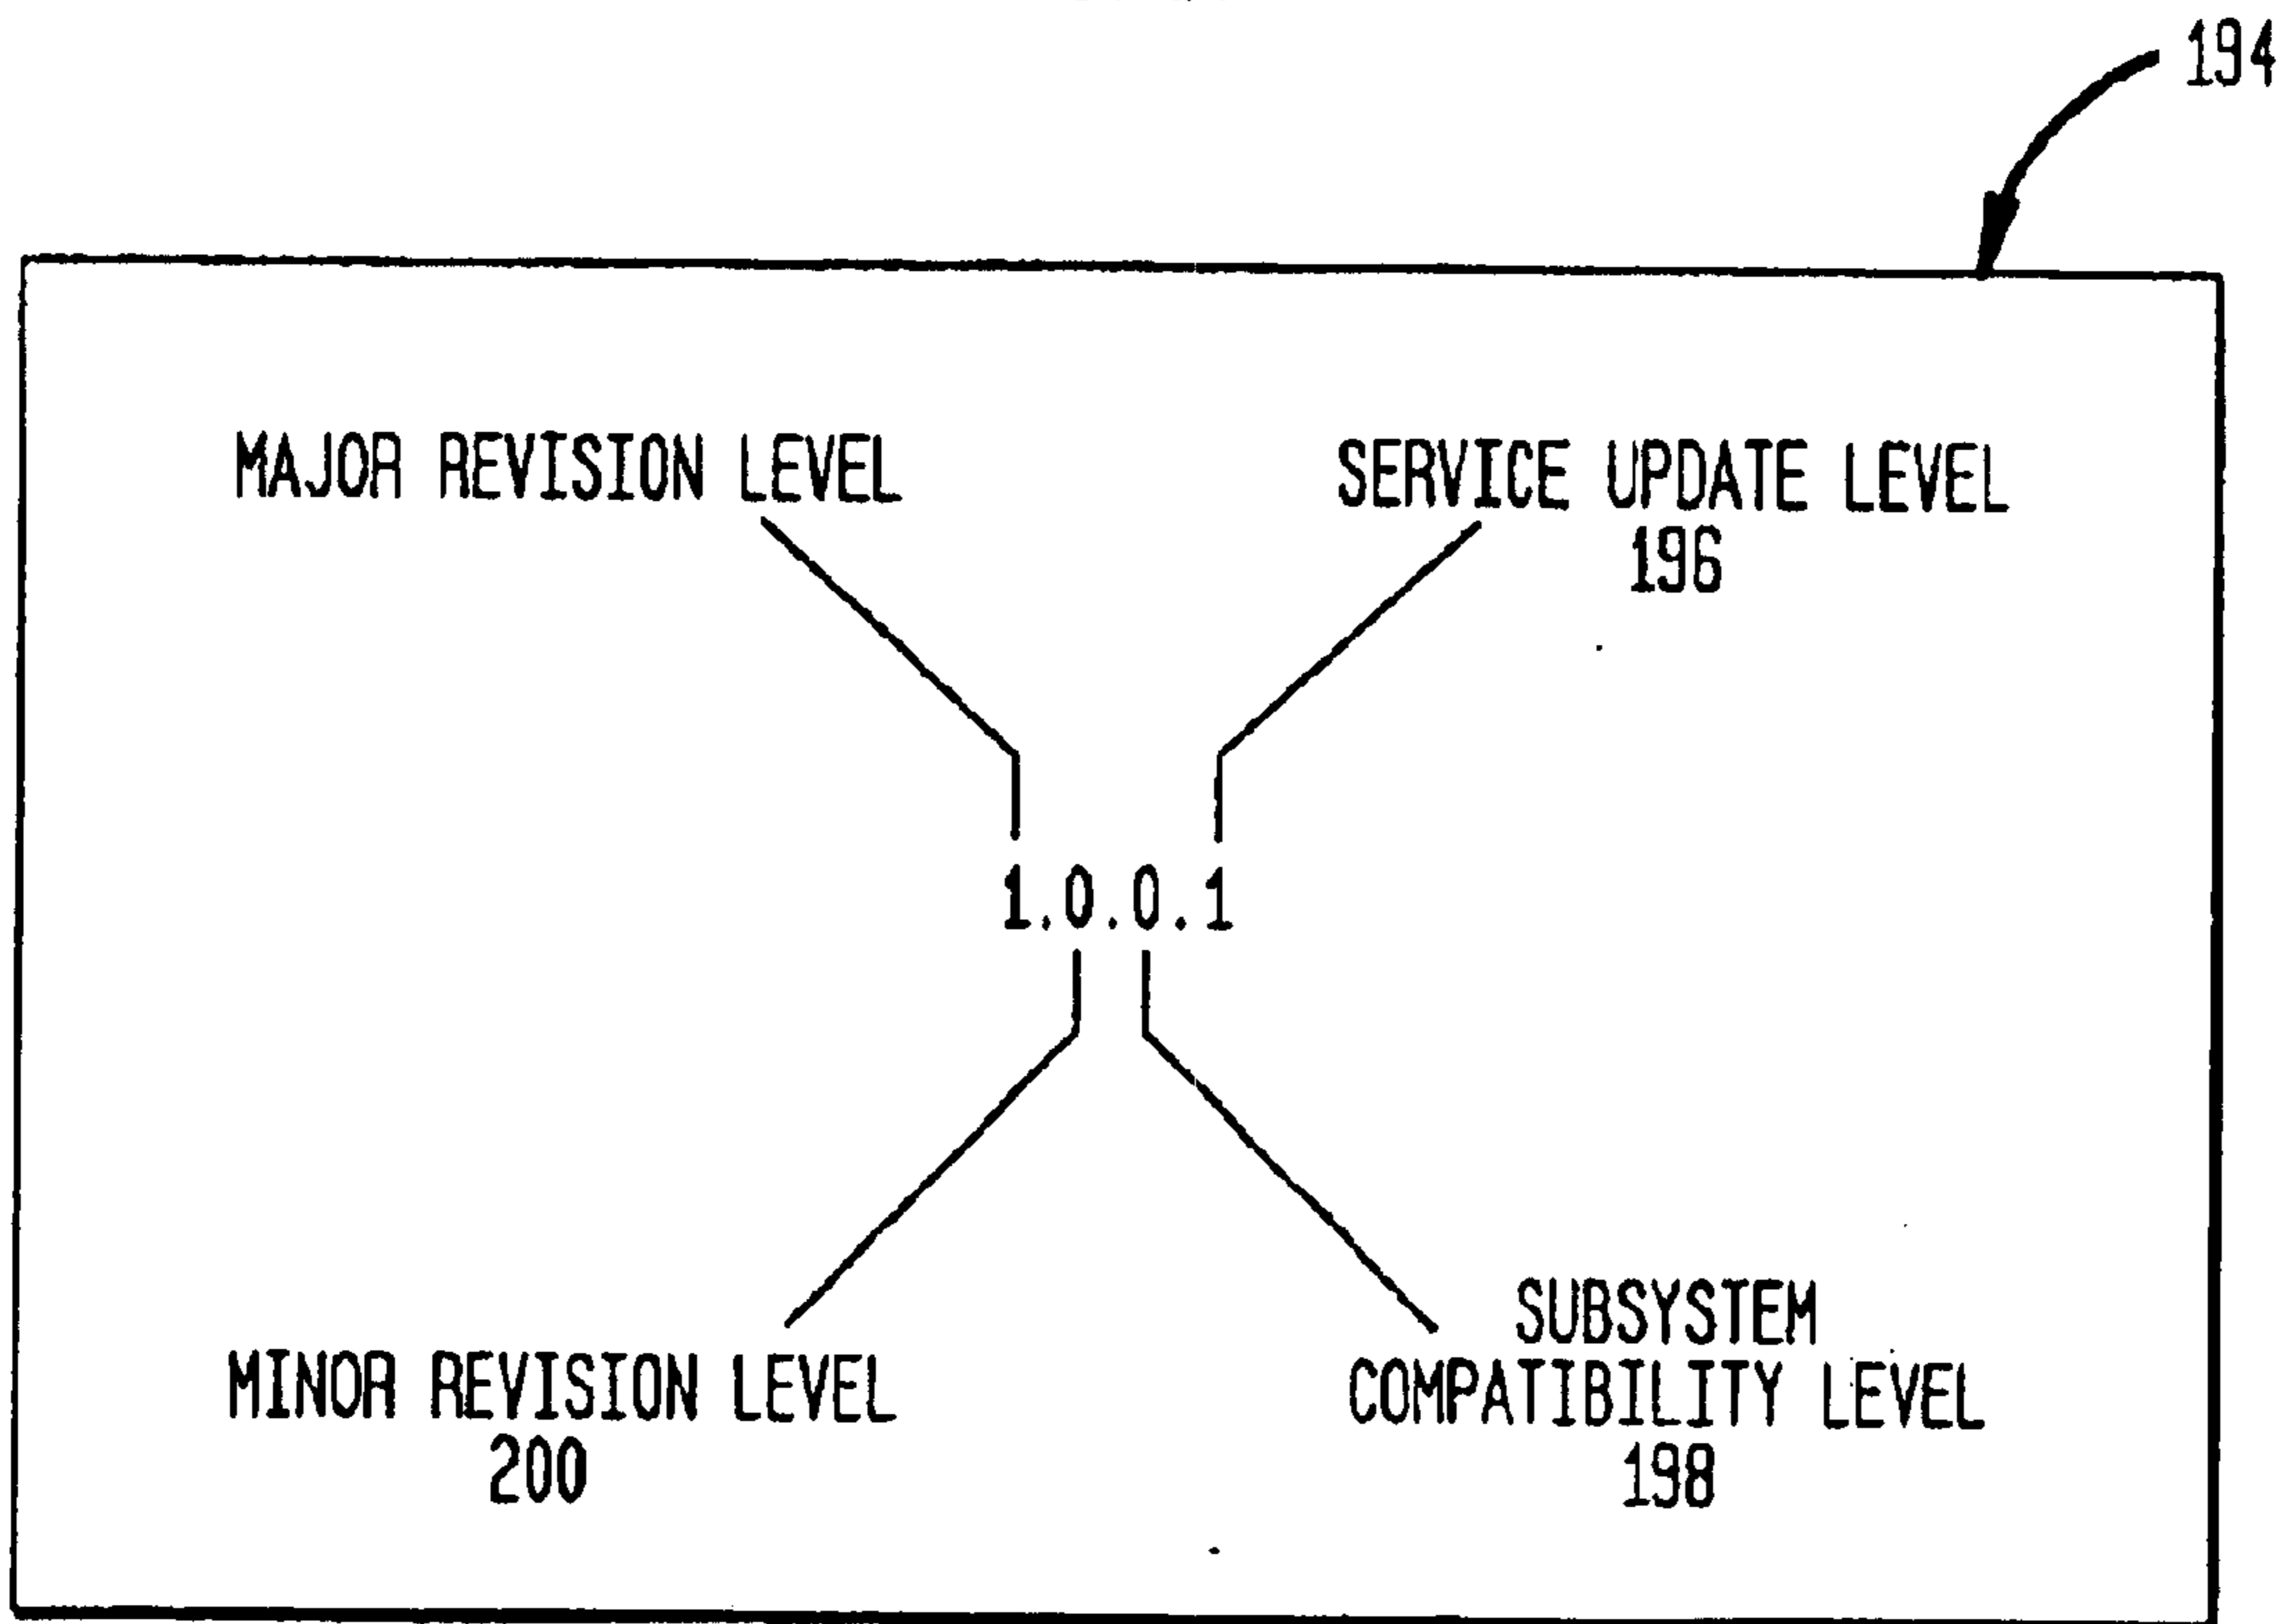 194
MAJOR REVISION LEVEL
SERVICE UPDATE LEVEL
196
1.0.0.1
MINOR REVISION LEVEL
200
SUBSYSTEM
COMPATIBILITY LEVEL
198